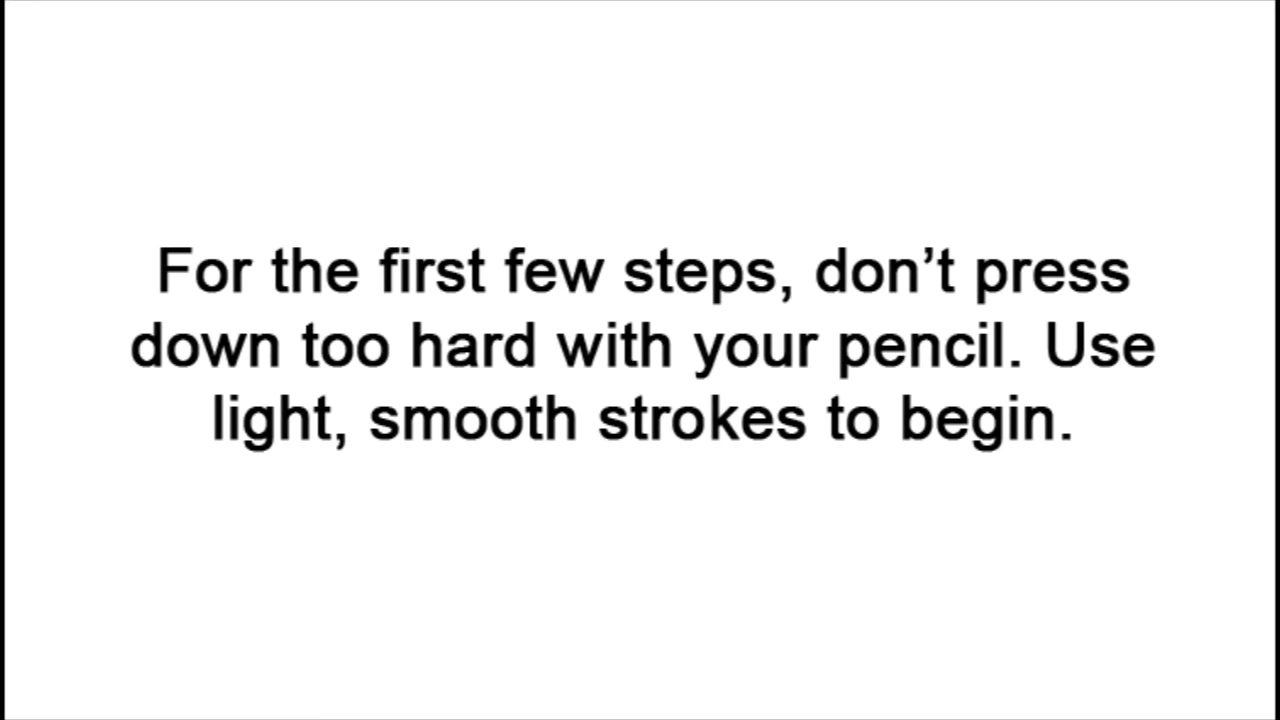 For the first few steps, don’t press
down too hard with your pencil. Use
light, smooth strokes to begin.